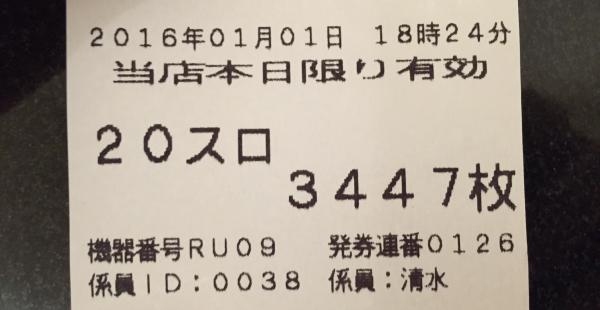 2016年01月01日 18時24分
当店本日限り有効
20スロ
3447枚
機器番号RU09 発券連番0126
係員ID:0038 係員:清水